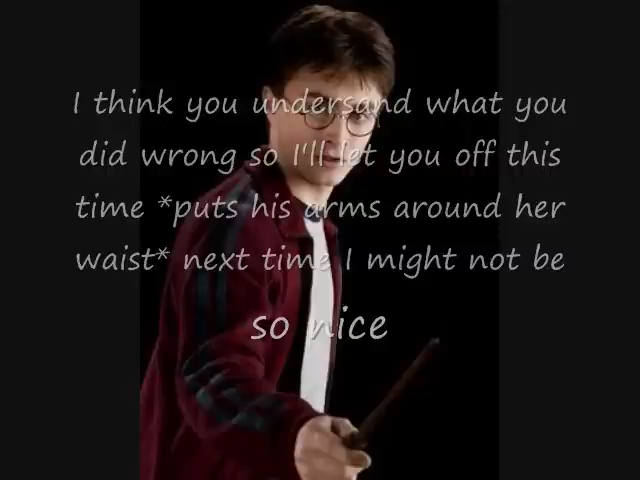 I think you undersand what you
did wrong so I'll let you off this
time *puts his arms around her
waist* next time I might not be
so nice